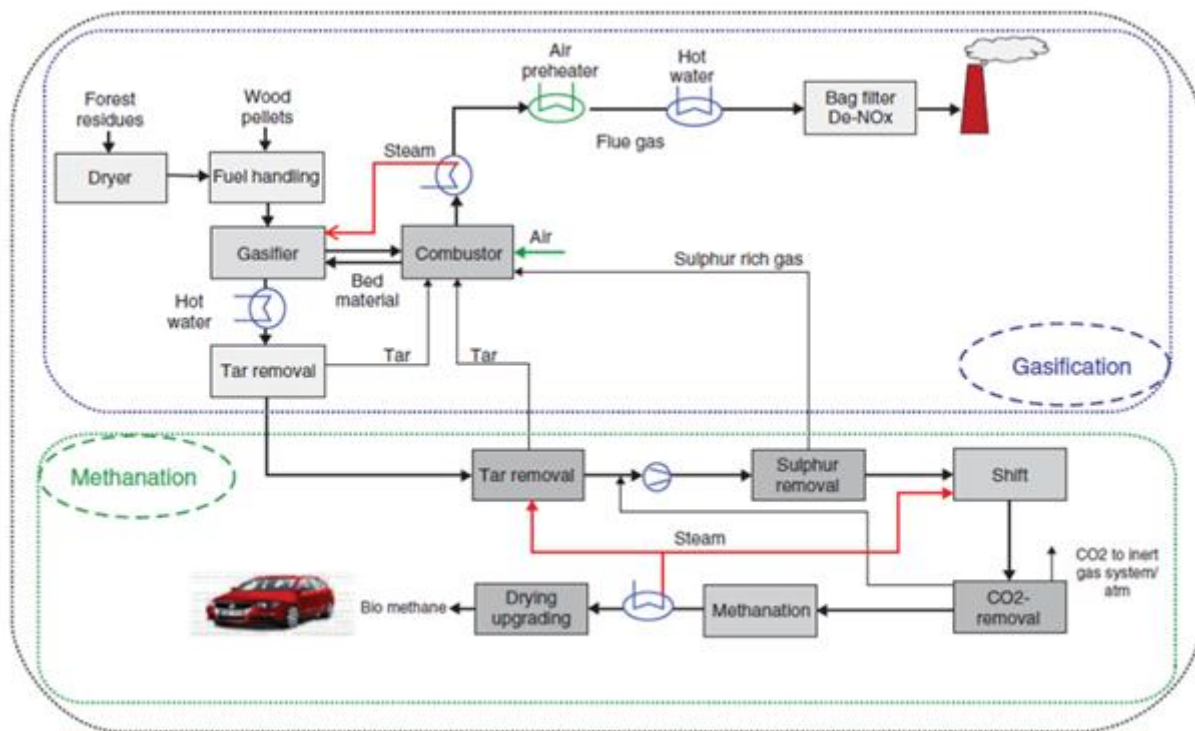 Air
preheater
Hot
water
Forest
residues
Wood
pellets
Bag filter
De-NOx
Flue gas
Steam
Dryer
Fuel handling
Gasifier
Combustor
Air
Sulphur rich gas
Bed
material
Hot
water
Tar removal
Tar
Tar
Gasification
Methanation
Tar removal
Sulphur
removal
Shift
Steam
CO2 to inert
gas system/
atm
Bio methane
Drying
upgrading
Methanation
CO2-
removal